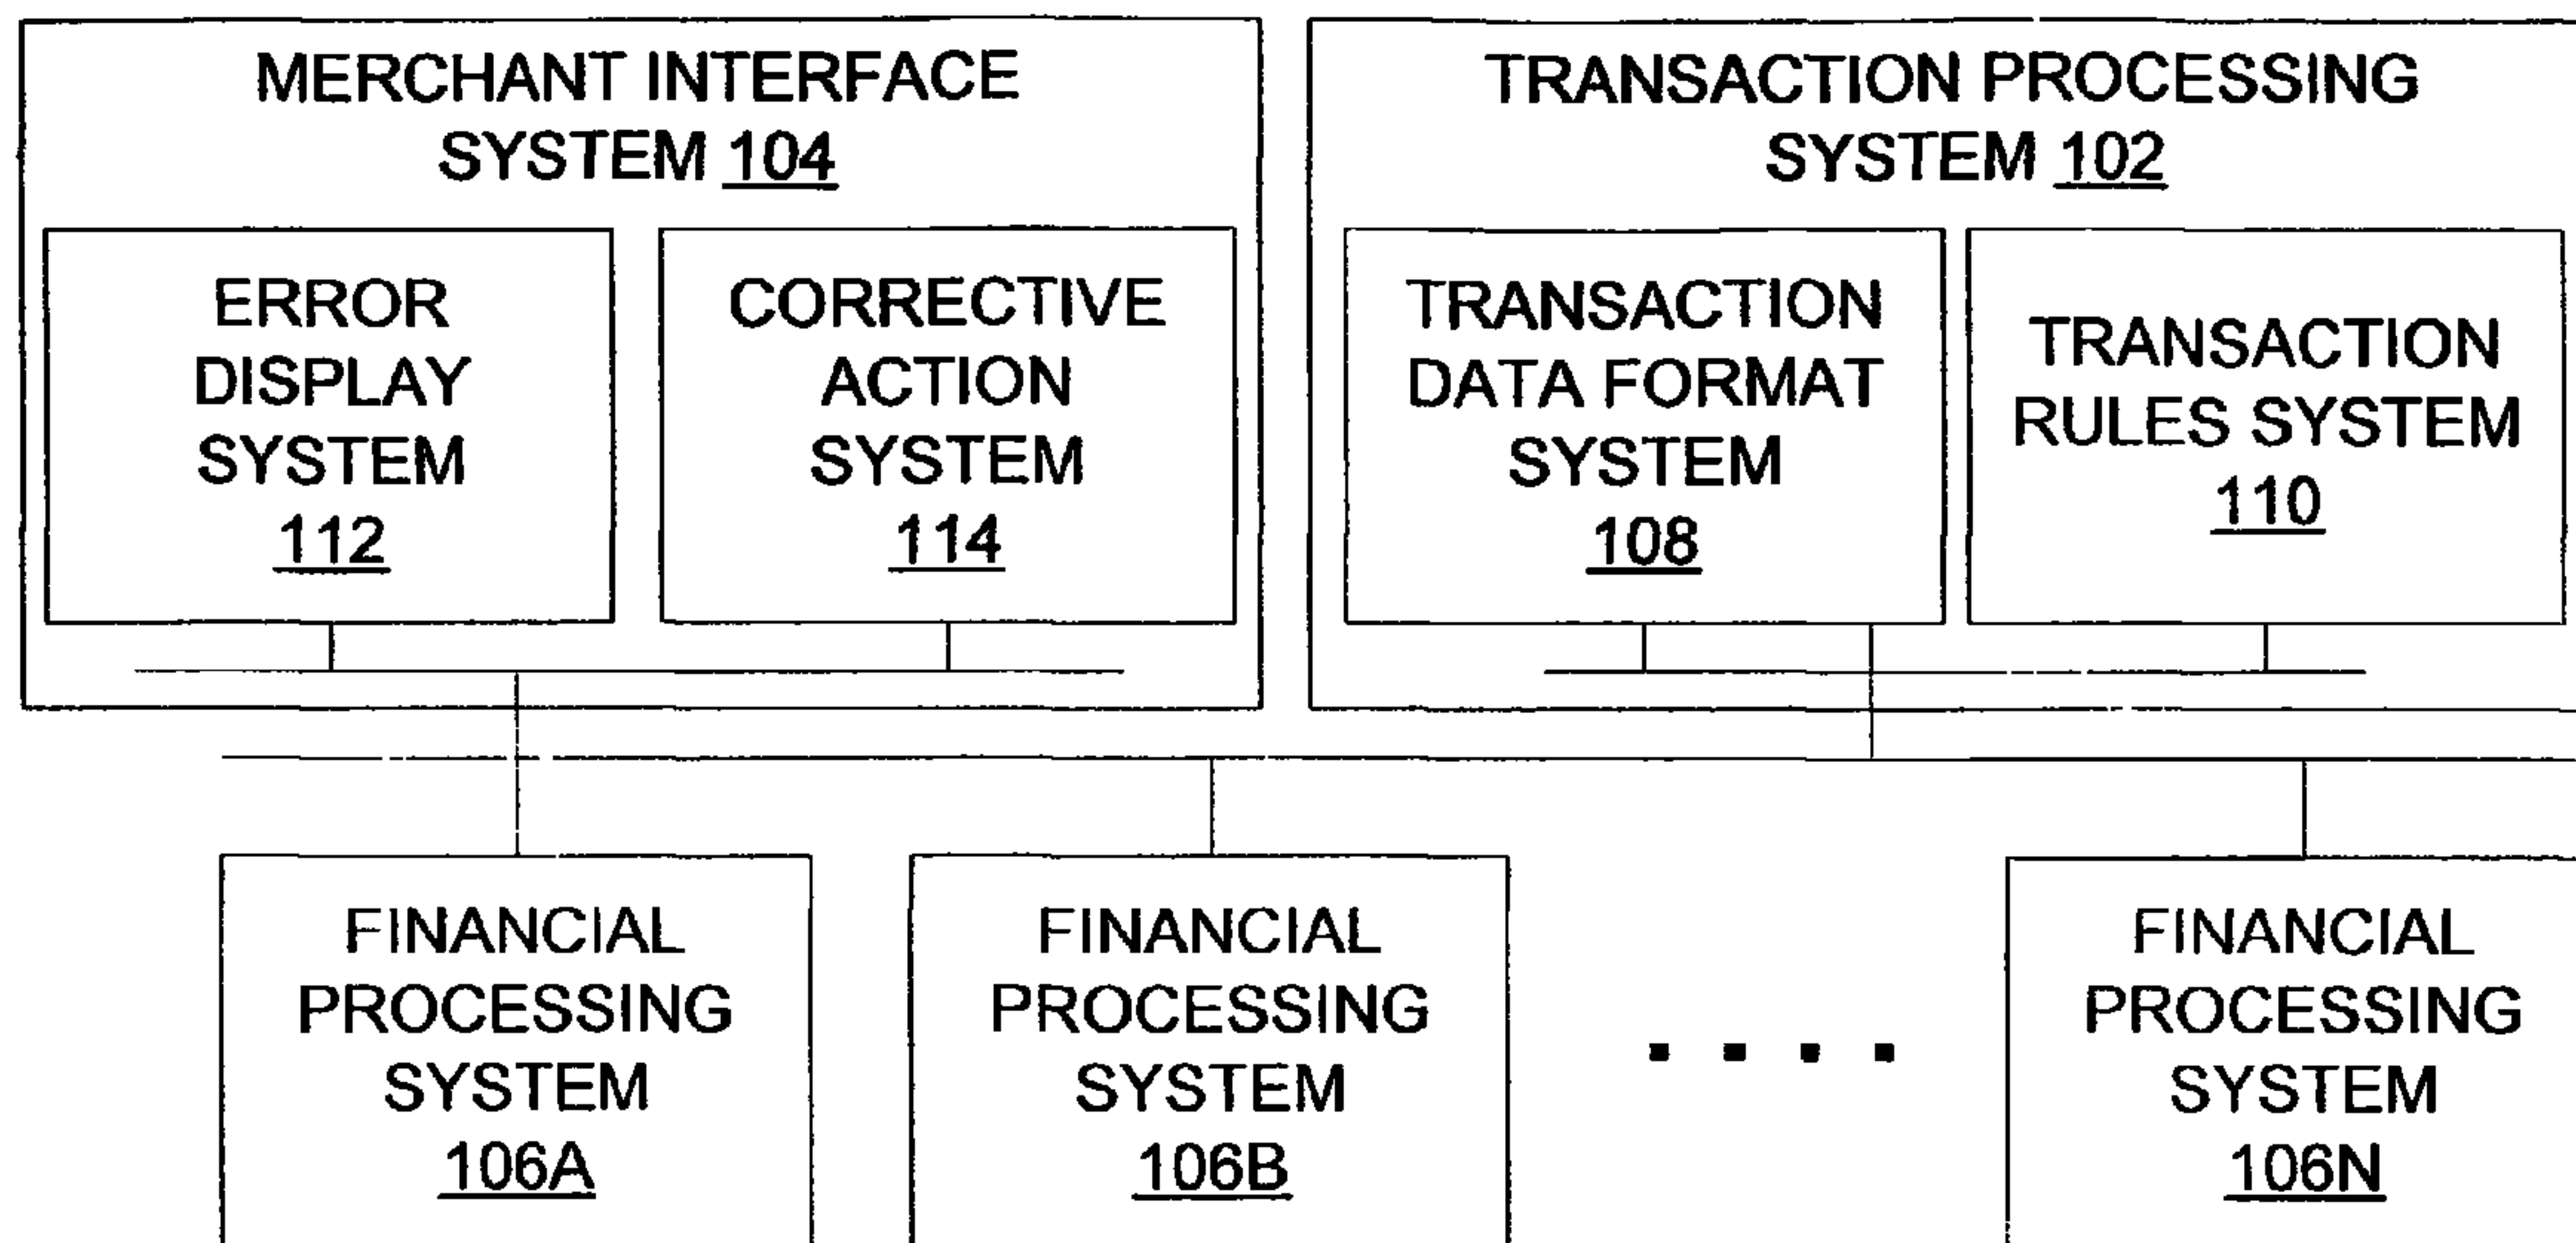 MERCHANT INTERFACE
SYSTEM 104
ERROR
DISPLAY
SYSTEM
112
CORRECTIVE
ACTION
SYSTEM
114
TRANSACTION PROCESSING
SYSTEM 102
TRANSACTION
DATA FORMAT
SYSTEM
108
TRANSACTION
RULES SYSTEM
110
FINANCIAL
PROCESSING
SYSTEM
106A
FINANCIAL
PROCESSING
SYSTEM
106B
FINANCIAL
PROCESSING
SYSTEM
106N